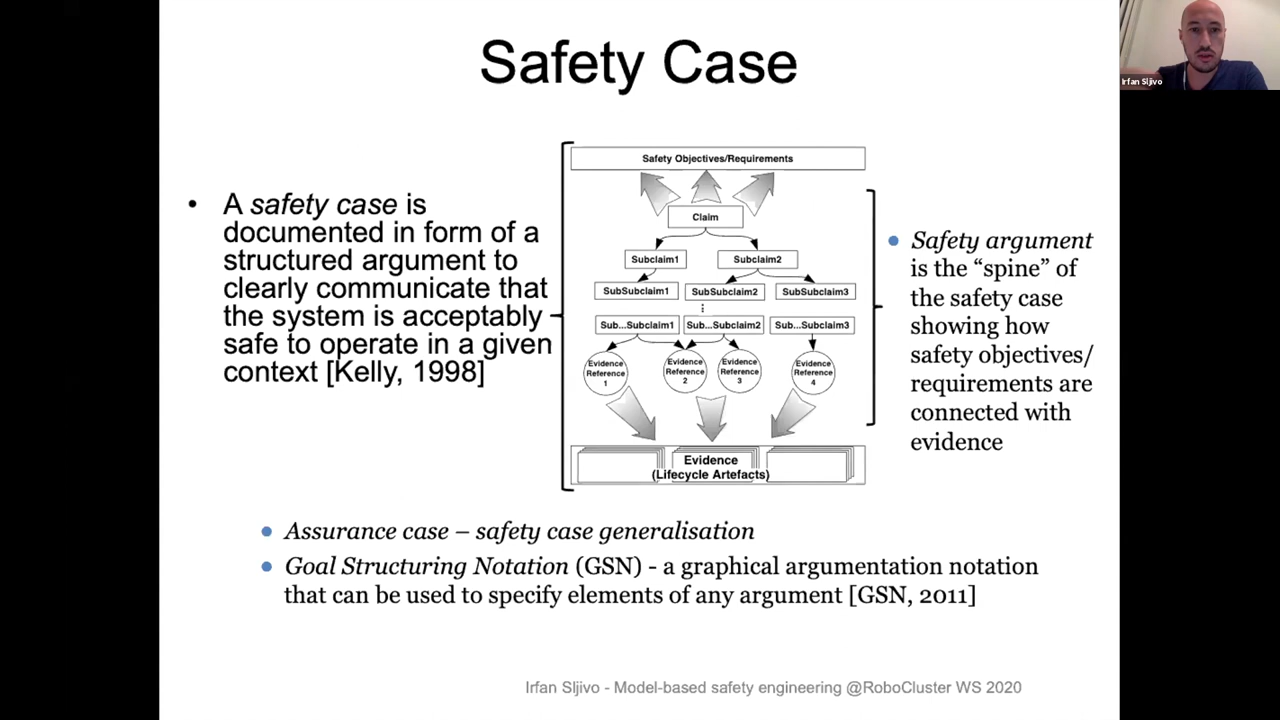 Safety Case
Irfan Sljivo
• A safety case is
documented in form of a
structured argument to
clearly communicate that
the system is acceptably
safe to operate in a given
context [Kelly, 1998]
Safety Objectives/Requirements
Claim
Subclaim1
Subclaim2
SubSubclaim1
SubSubclaim2
SubSubclaim3
⋮
Sub...Subclaim1
Sub...Subclaim2
Sub...Subclaim3
Evidence
Reference
1
Evidence
Reference
2
Evidence
Reference
3
Evidence
Reference
4
Evidence
(Lifecycle Artefacts)
• Safety argument
is the “spine” of
the safety case
showing how
safety objectives/
requirements are
connected with
evidence
• Assurance case – safety case generalisation
• Goal Structuring Notation (GSN) - a graphical argumentation notation
that can be used to specify elements of any argument [GSN, 2011]
Irfan Sljivo - Model-based safety engineering @RoboCluster WS 2020